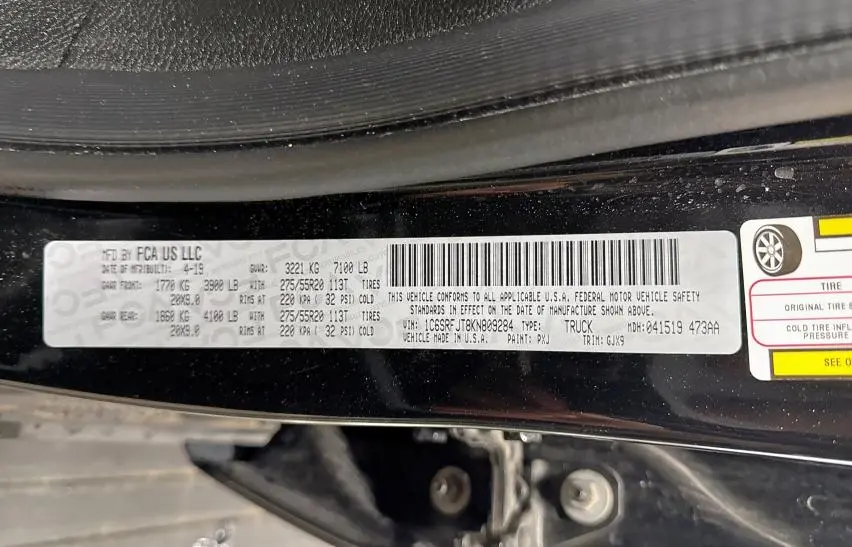 MFD BY FCA US LLC
DATE OF MFR(BUILT): 4-19 GVWR: 3221 KG 7100 LB
GAWR FRONT: 1770 KG 3900 LB WITH 275/55R20 113T TIRES
20X9.0 RIMS AT 220 KPA ( 32 PSI) COLD
GAWR REAR: 1860 KG 4100 LB WITH 275/55R20 113T TIRES
20X9.0 RIMS AT 220 KPA ( 32 PSI) COLD
THIS VEHICLE CONFORMS TO ALL APPLICABLE U.S.A. FEDERAL MOTOR VEHICLE SAFETY
STANDARDS IN EFFECT ON THE DATE OF MANUFACTURE SHOWN ABOVE.
VIN: 1C6SRFJT8KN809284 TYPE: TRUCK MDH: 041519 473AA
VEHICLE MADE IN U.S.A. PAINT: PXJ TRIM: GJX9
TIRE
ORIGINAL TIRE
COLD TIRE INFL
PRESSURE
SEE O